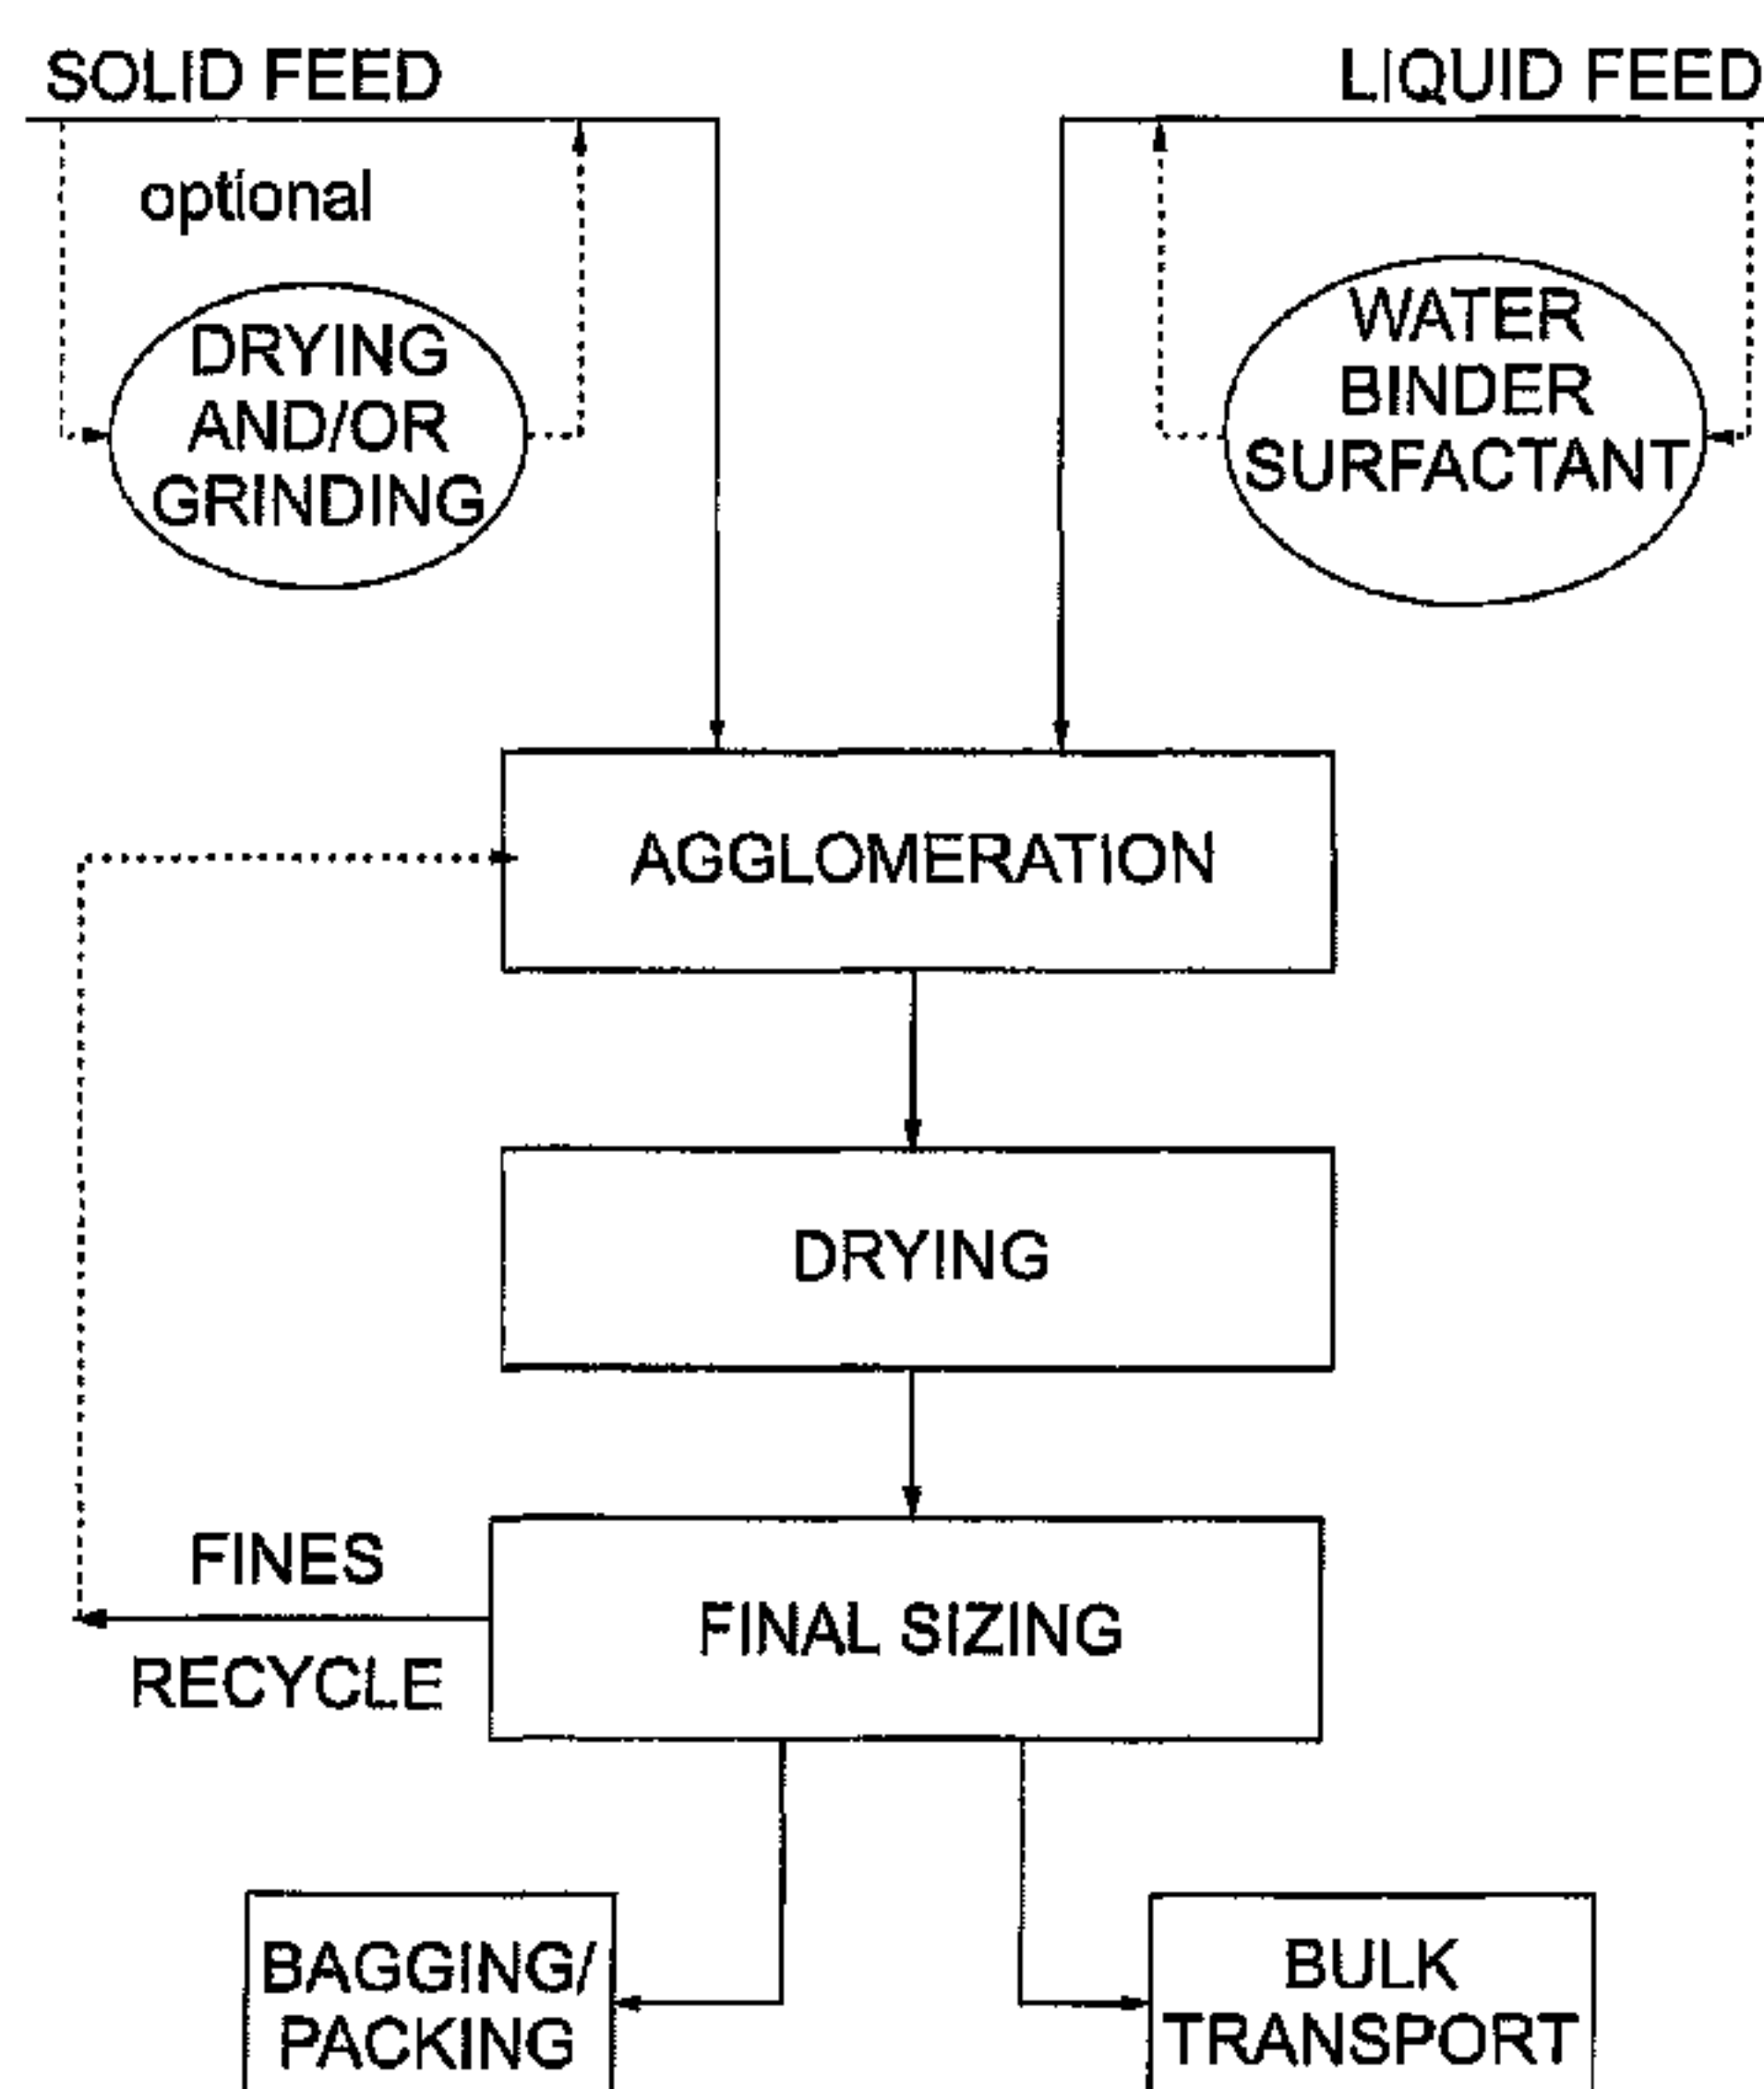 SOLID FEED
LIQUID FEED
optional
DRYING
AND/OR
GRINDING
WATER
BINDER
SURFACTANT
AGGLOMERATION
DRYING
FINES
RECYCLE
FINAL SIZING
BAGGING/
PACKING
BULK
TRANSPORT